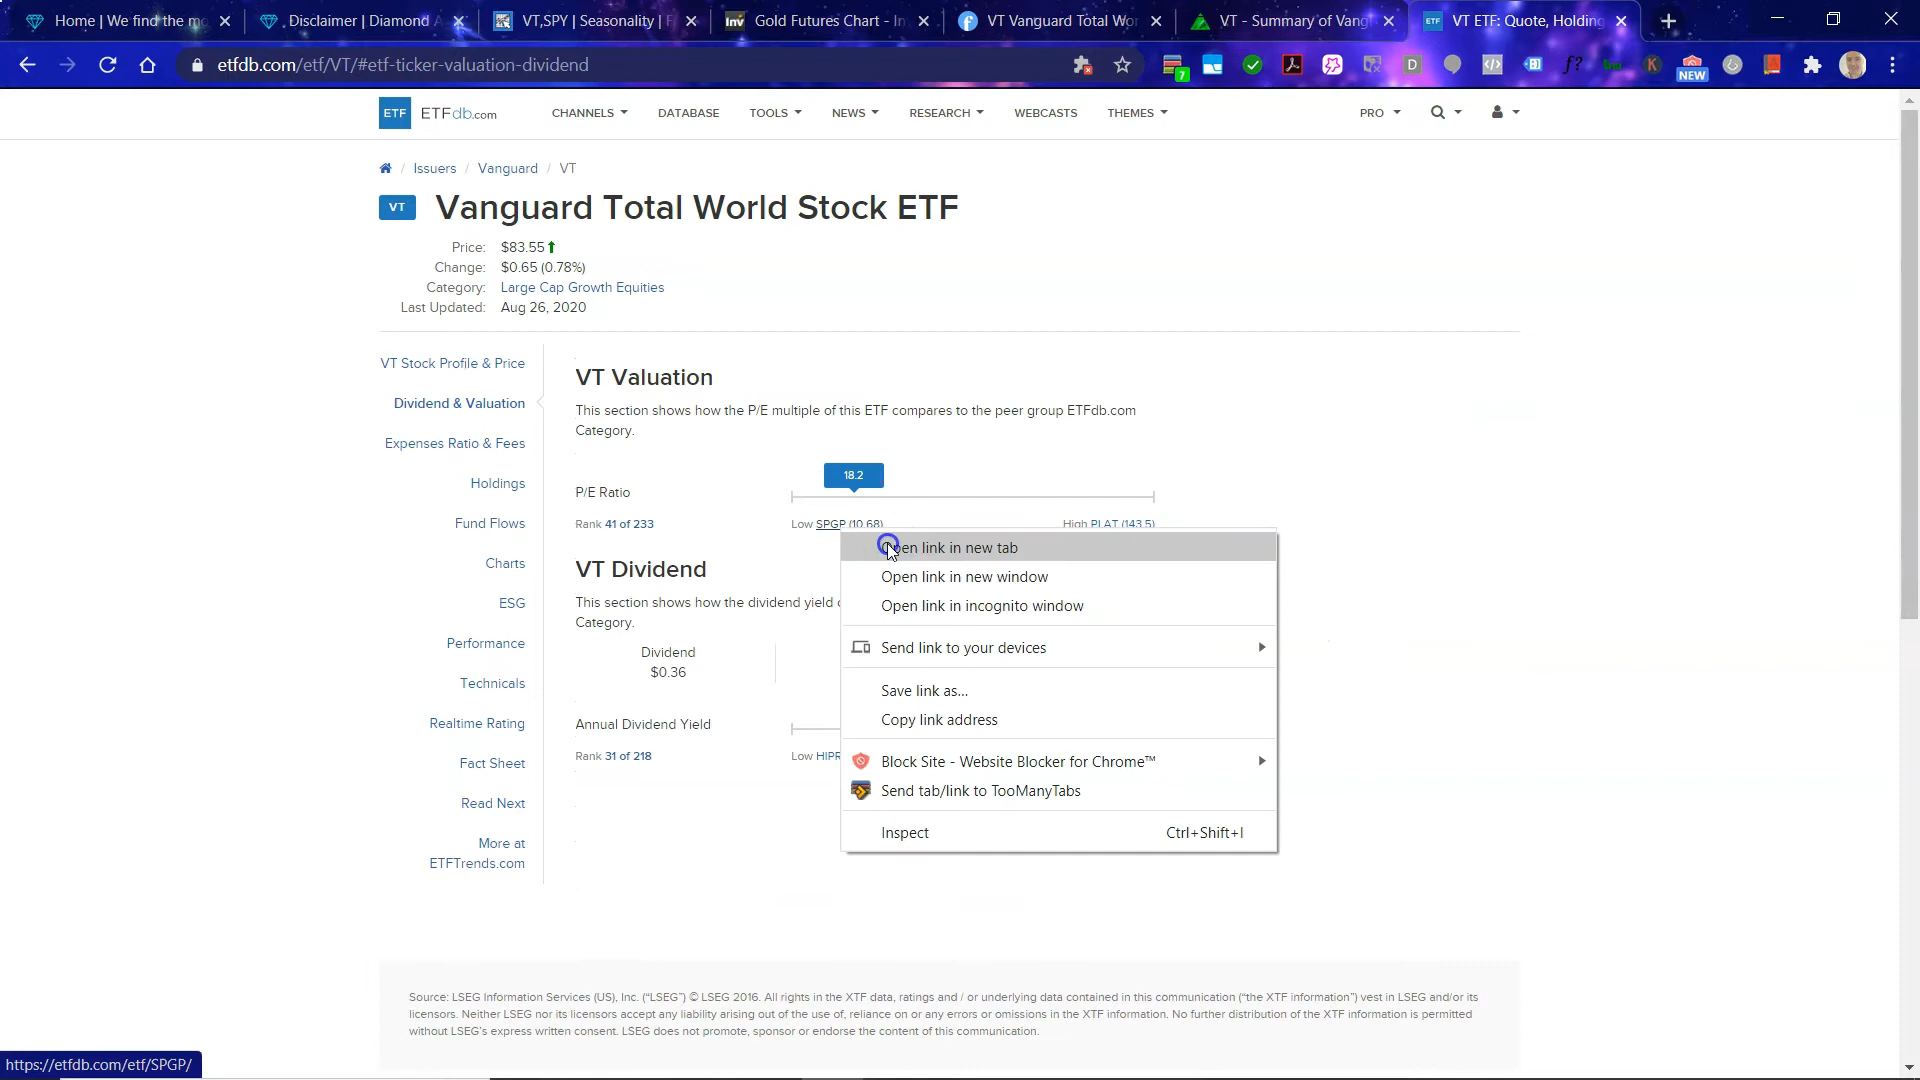 Home | We find the mo
Disclaimer | Diamond A
VT,SPY | Seasonality | F
Inv Gold Futures Chart - In
VT Vanguard Total Wor
VT - Summary of Vang
ETF VT ETF: Quote, Holding
etfdb.com/etf/VT/#etf-ticker-valuation-dividend
7
D
K
NEW
f?
ETF ETFdb.com
CHANNELS
DATABASE
TOOLS
NEWS
RESEARCH
WEBCASTS
THEMES
PRO
/ Issuers / Vanguard / VT
VT Vanguard Total World Stock ETF
Price: $83.55
Change: $0.65 (0.78%)
Category: Large Cap Growth Equities
Last Updated: Aug 26, 2020
VT Stock Profile & Price
Dividend & Valuation
Expenses Ratio & Fees
Holdings
Fund Flows
Charts
ESG
Performance
Technicals
Realtime Rating
Fact Sheet
Read Next
More at
ETFTrends.com
VT Valuation
This section shows how the P/E multiple of this ETF compares to the peer group ETFdb.com
Category.
18.2
P/E Ratio
Rank 41 of 233
Low SPGP (10.68)
High PLAT (143.5)
VT Dividend
This section shows how the dividend yield
Category.
Dividend
$0.36
Annual Dividend Yield
Rank 31 of 218
Low HIPR
Open link in new tab
Open link in new window
Open link in incognito window
Send link to your devices
Save link as...
Copy link address
Block Site - Website Blocker for Chrome™
Send tab/link to TooManyTabs
Inspect Ctrl+Shift+I
Source: LSEG Information Services (US), Inc. ("LSEG") © LSEG 2016. All rights in the XTF data, ratings and / or underlying data contained in this communication ("the XTF information") vest in LSEG and/or its
licensors. Neither LSEG nor its licensors accept any liability arising out of the use of, reliance on or any errors or omissions in the XTF information. No further distribution of the XTF information is permitted
without LSEG's express written consent. LSEG does not promote, sponsor or endorse the content of this communication.
https://etfdb.com/etf/SPGP/